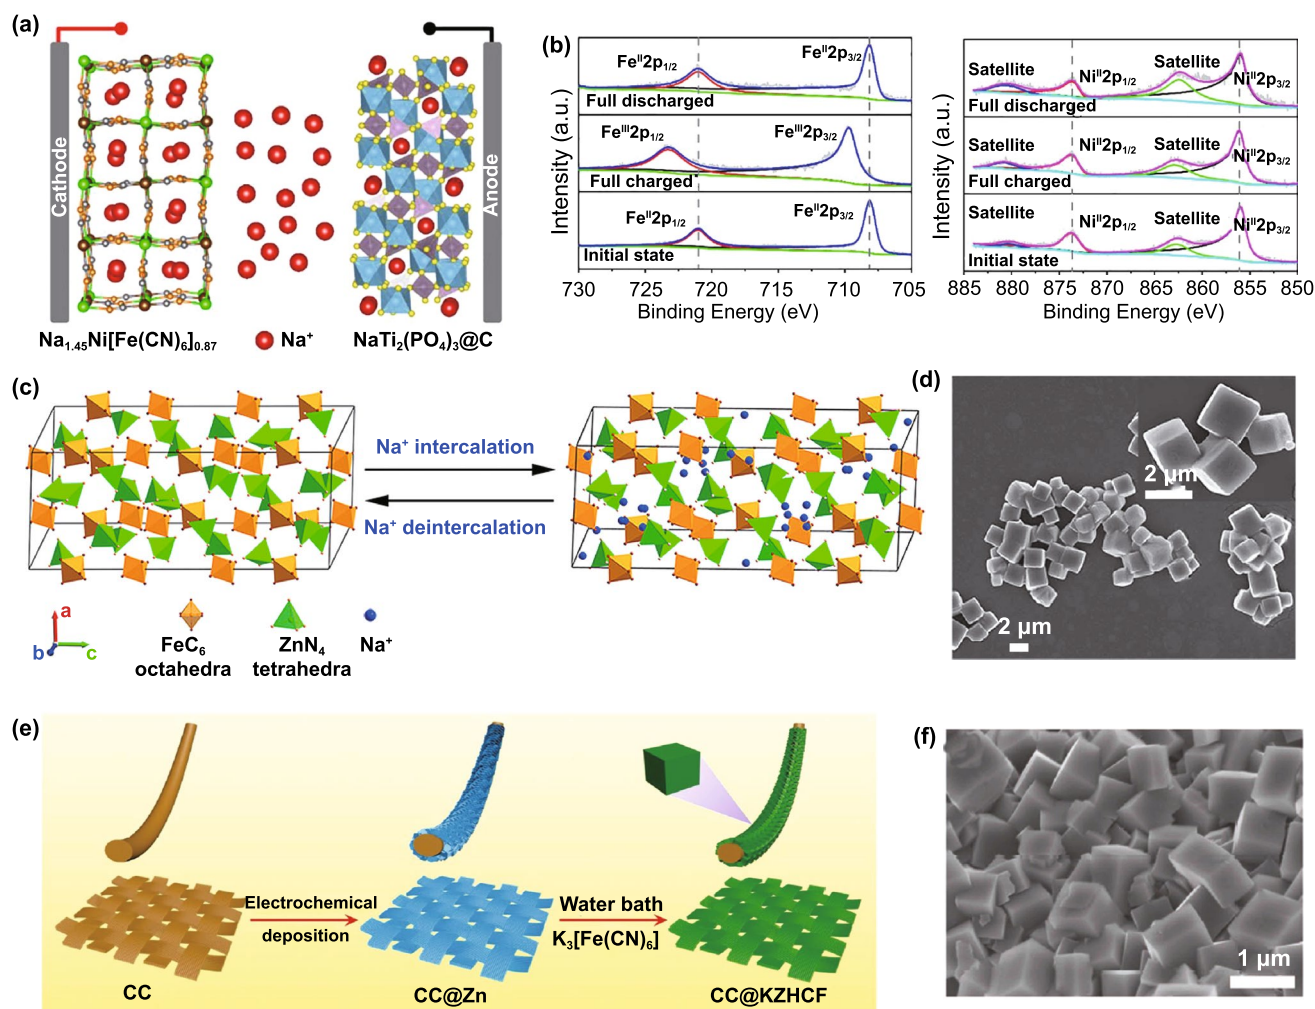 (a)
Cathode
Anode
Na1.45Ni[Fe(CN)6]0.87
Na+
NaTi2(PO4)3@C
(b)
Intensity (a.u.)
FeII2p1/2
FeII2p3/2
Full discharged
FeIII2p1/2
FeIII2p3/2
Full charged
FeII2p1/2
FeII2p3/2
Initial state
730 725 720 715 710 705
Binding Energy (eV)
Intensity (a.u.)
Satellite
NiII2p1/2
Satellite
NiII2p3/2
Full discharged
Satellite
NiII2p1/2
Satellite
NiII2p3/2
Full charged
Satellite
NiII2p1/2
Satellite
NiII2p3/2
Initial state
885 880 875 870 865 860 855 850
Binding Energy (eV)
(c)
Na+ intercalation
Na+ deintercalation
a
b
c
FeC6
octahedra
ZnN4
tetrahedra
Na+
(d)
2 µm
2 µm
(e)
Electrochemical
deposition
Water bath
K3[Fe(CN)6]
CC
CC@Zn
CC@KZHCF
(f)
1 µm